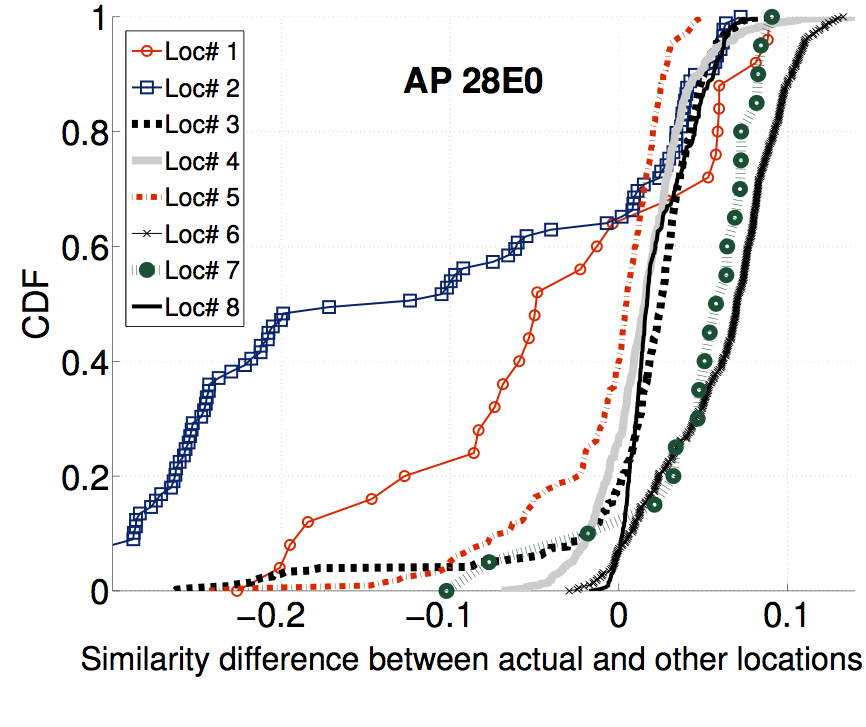 1
0.8
0.6
0.4
0.2
0
CDF
AP 28E0
Loc# 1
Loc# 2
Loc# 3
Loc# 4
Loc# 5
Loc# 6
Loc# 7
Loc# 8
−0.2 −0.1 0 0.1
Similarity difference between actual and other locations